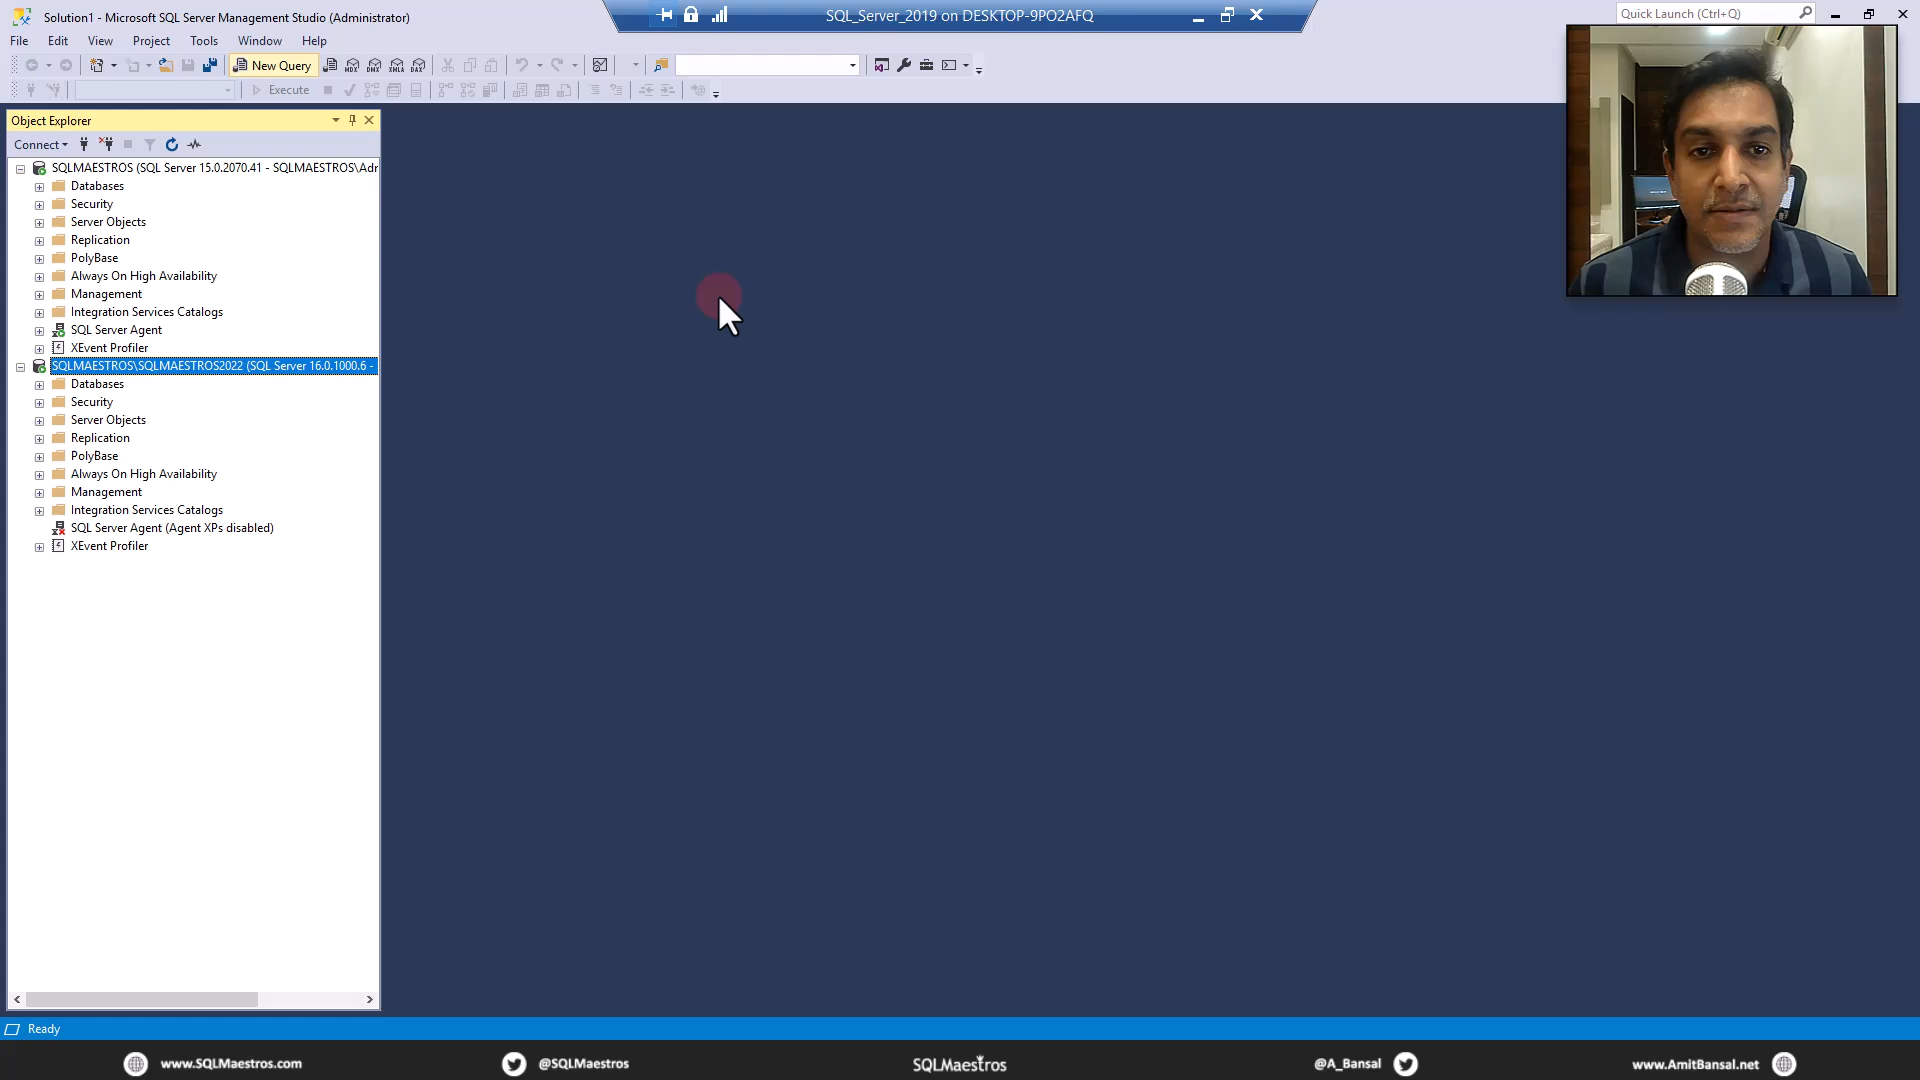 Solution1 - Microsoft SQL Server Management Studio (Administrator)
SQL_Server_2019 on DESKTOP-9PO2AFQ
Quick Launch (Ctrl+Q)
File Edit View Project Tools Window Help
New Query
MDX DMX XMLA DAX
Execute
Object Explorer
Connect
SQLMAESTROS (SQL Server 15.0.2070.41 - SQLMAESTROS\Adr
Databases
Security
Server Objects
Replication
PolyBase
Always On High Availability
Management
Integration Services Catalogs
SQL Server Agent
XEvent Profiler
SQLMAESTROS\SQLMAESTROS2022 (SQL Server 16.0.1000.6 -
Databases
Security
Server Objects
Replication
PolyBase
Always On High Availability
Management
Integration Services Catalogs
SQL Server Agent (Agent XPs disabled)
XEvent Profiler
Ready
www.SQLMaestros.com @SQLMaestros SQLMaestros @A_Bansal www.AmitBansal.net